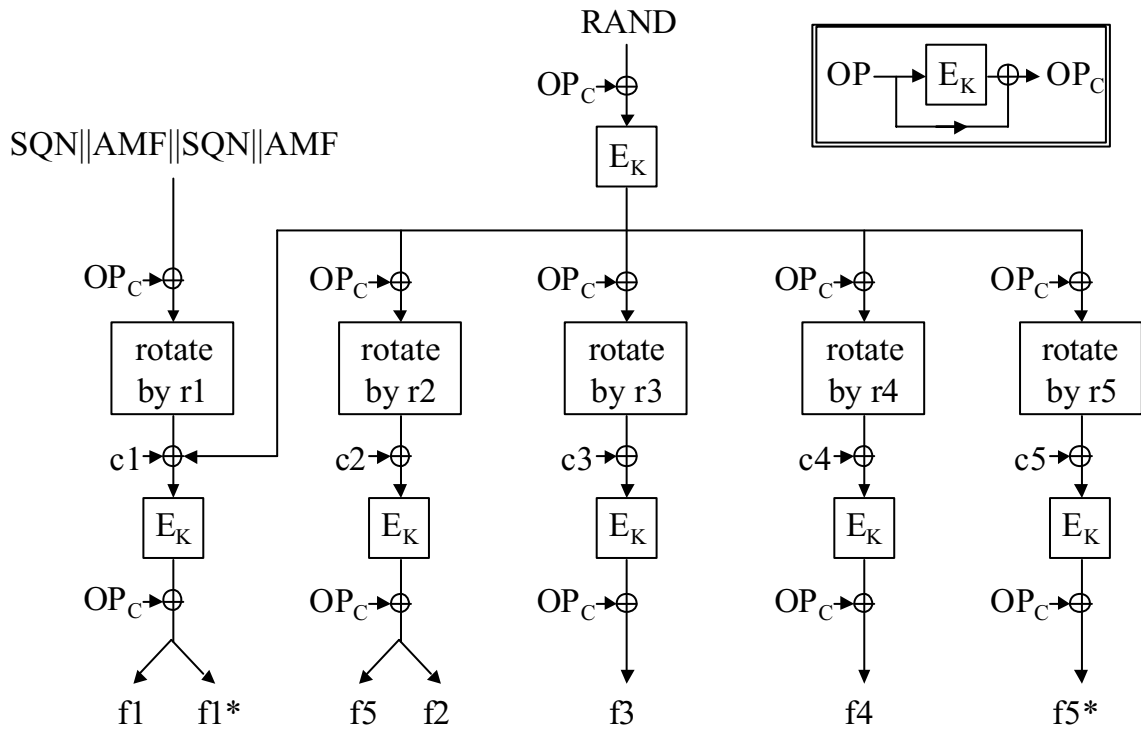 RAND
OP E_K OP_C
OP_C
SQN||AMF||SQN||AMF
E_K
OP_C OP_C OP_C OP_C OP_C
rotate by r1
rotate by r2
rotate by r3
rotate by r4
rotate by r5
c1 c2 c3 c4 c5
E_K E_K E_K E_K E_K
OP_C OP_C OP_C OP_C OP_C
f1 f1* f5 f2 f3 f4 f5*